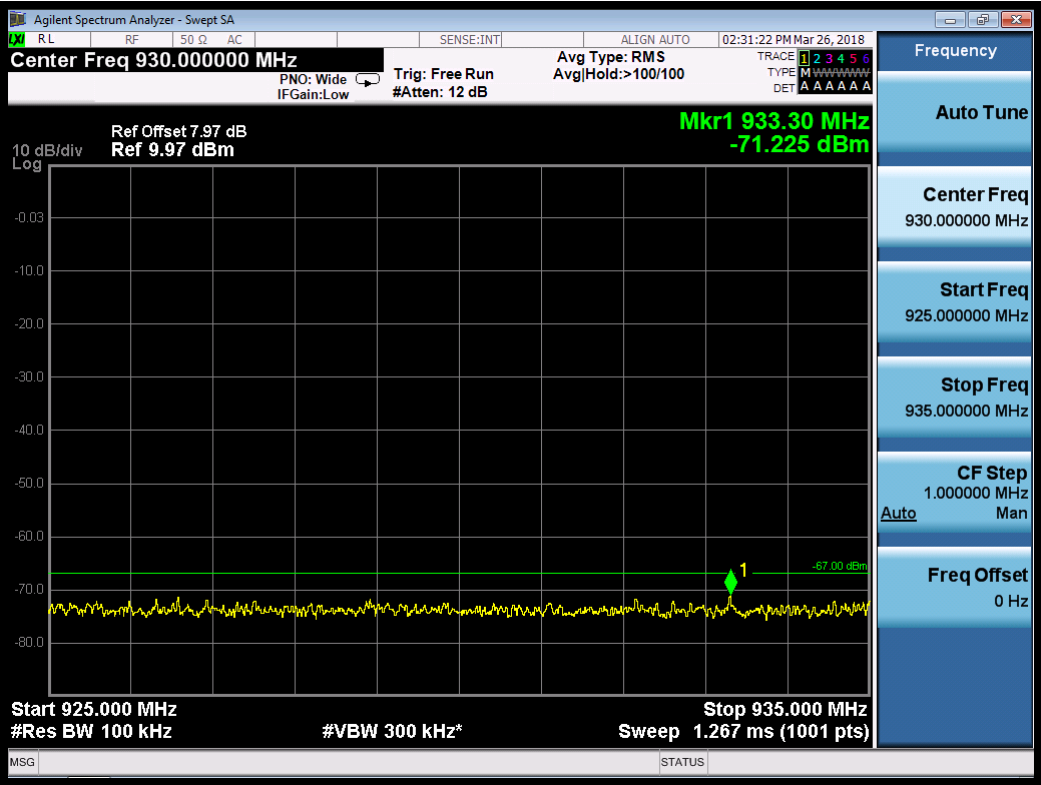 Agilent Spectrum Analyzer - Swept SA
LXI RL RF 50 Ω AC SENSE:INT ALIGN AUTO 02:31:22 PM Mar 26, 2018
Center Freq 930.000000 MHz
PNO: Wide
IFGain:Low
Trig: Free Run
#Atten: 12 dB
Avg Type: RMS
Avg|Hold:>100/100
TRACE 1 2 3 4 5 6
TYPE M W W W W W
DET A A A A A A
Mkr1 933.30 MHz
-71.225 dBm
Ref Offset 7.97 dB
10 dB/div Ref 9.97 dBm
Log
-0.03
-10.0
-20.0
-30.0
-40.0
-50.0
-60.0
-70.0
-80.0
1
-67.00 dBm
Start 925.000 MHz Stop 935.000 MHz
#Res BW 100 kHz #VBW 300 kHz* Sweep 1.267 ms (1001 pts)
MSG STATUS
Frequency
Auto Tune
Center Freq
930.000000 MHz
Start Freq
925.000000 MHz
Stop Freq
935.000000 MHz
CF Step
1.000000 MHz
Auto Man
Freq Offset
0 Hz